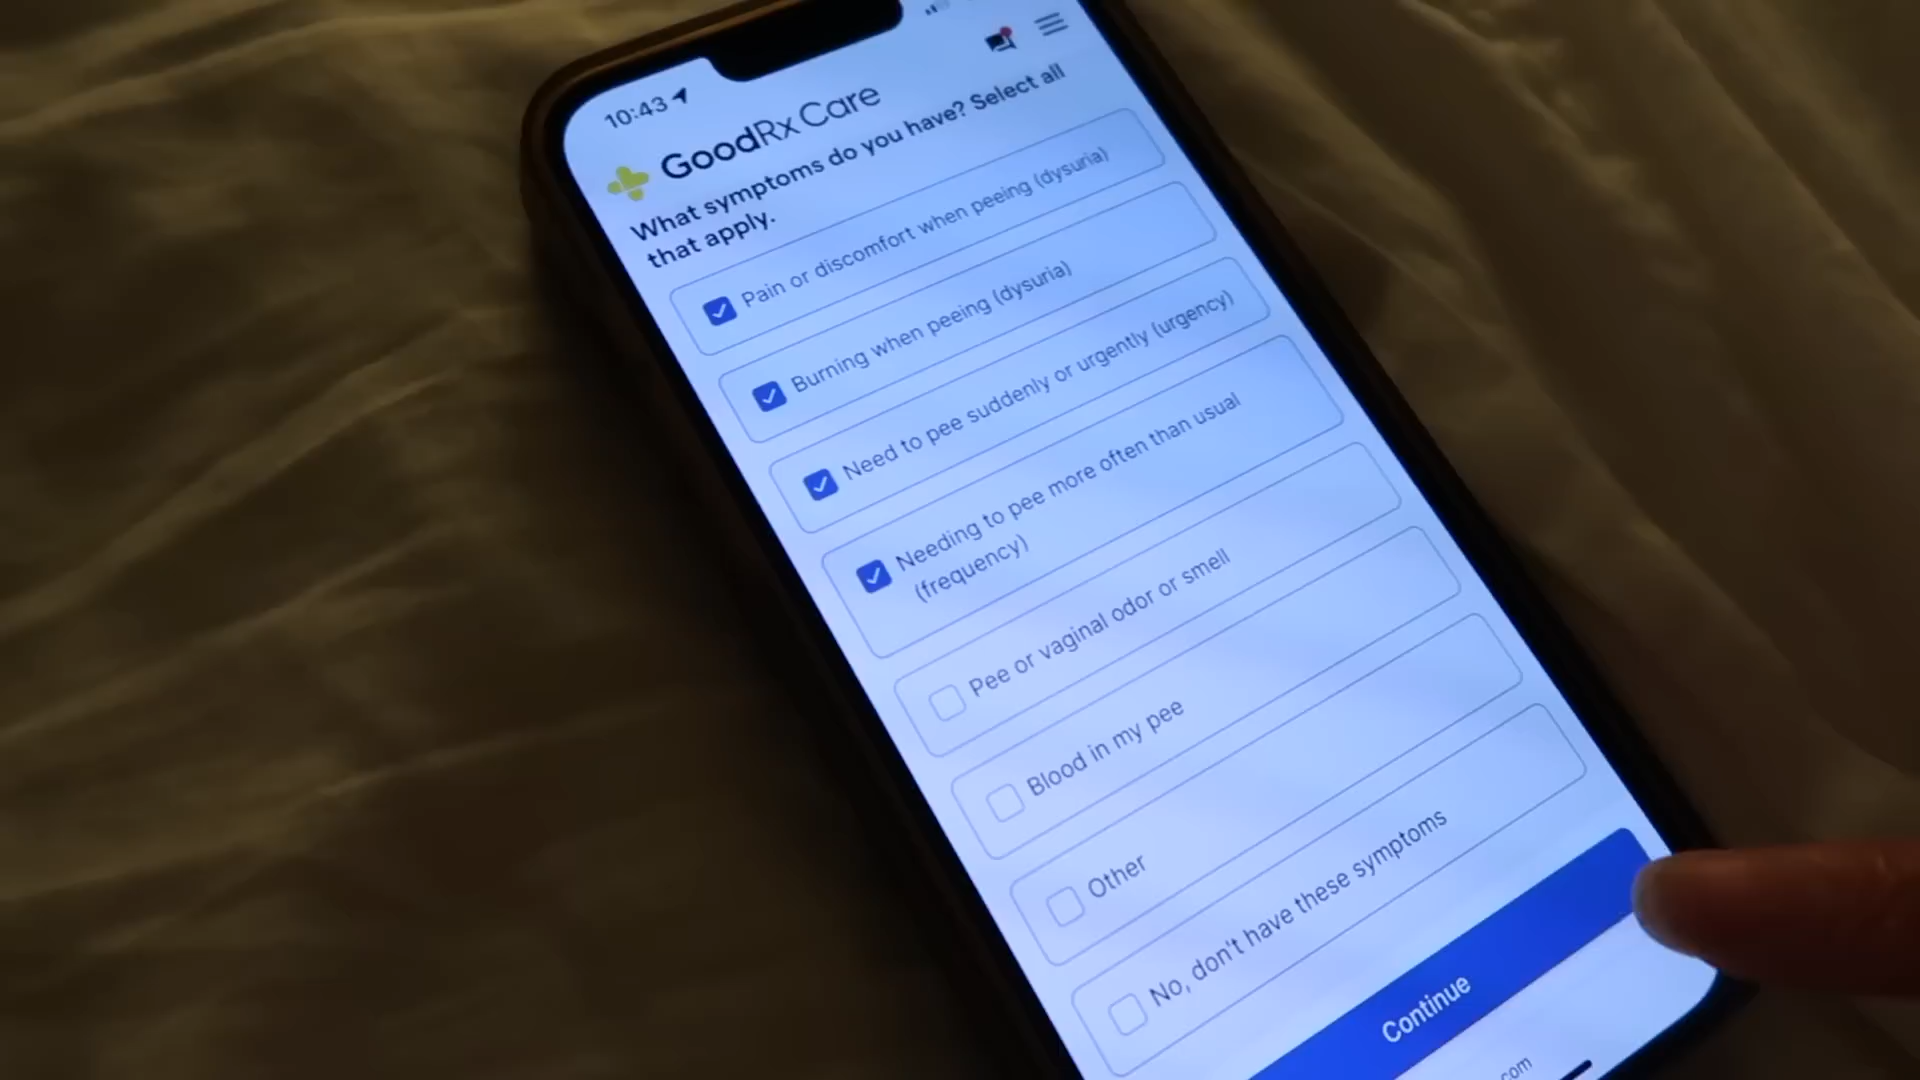 10:43
GoodRx Care
What symptoms do you have? Select all
that apply.
Pain or discomfort when peeing (dysuria)
Burning when peeing (dysuria)
Need to pee suddenly or urgently (urgency)
Needing to pee more often than usual
(frequency)
Pee or vaginal odor or smell
Blood in my pee
Other
No, don't have these symptoms
Continue
.com